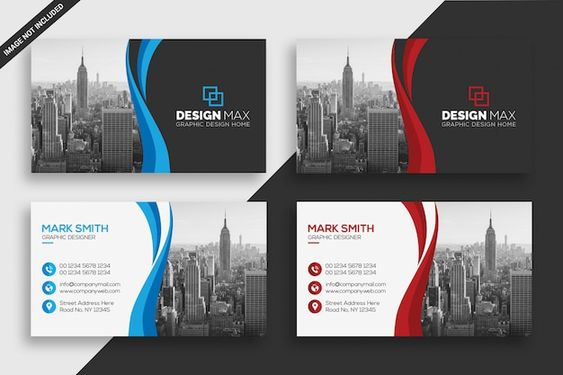 IMAGE NOT INCLUDED
DESIGN MAX
GRAPHIC DESIGN HOME
DESIGN MAX
GRAPHIC DESIGN HOME
MARK SMITH
GRAPHIC DESIGNER
00 1234 5678 1234
00 1234 5678 1234
info@companymail.com
companyweb.com
Street Address Here
Road No. NY 12345
MARK SMITH
GRAPHIC DESIGNER
00 1234 5678 1234
00 1234 5678 1234
info@companymail.com
companyweb.com
Street Address Here
Road No. NY 12345